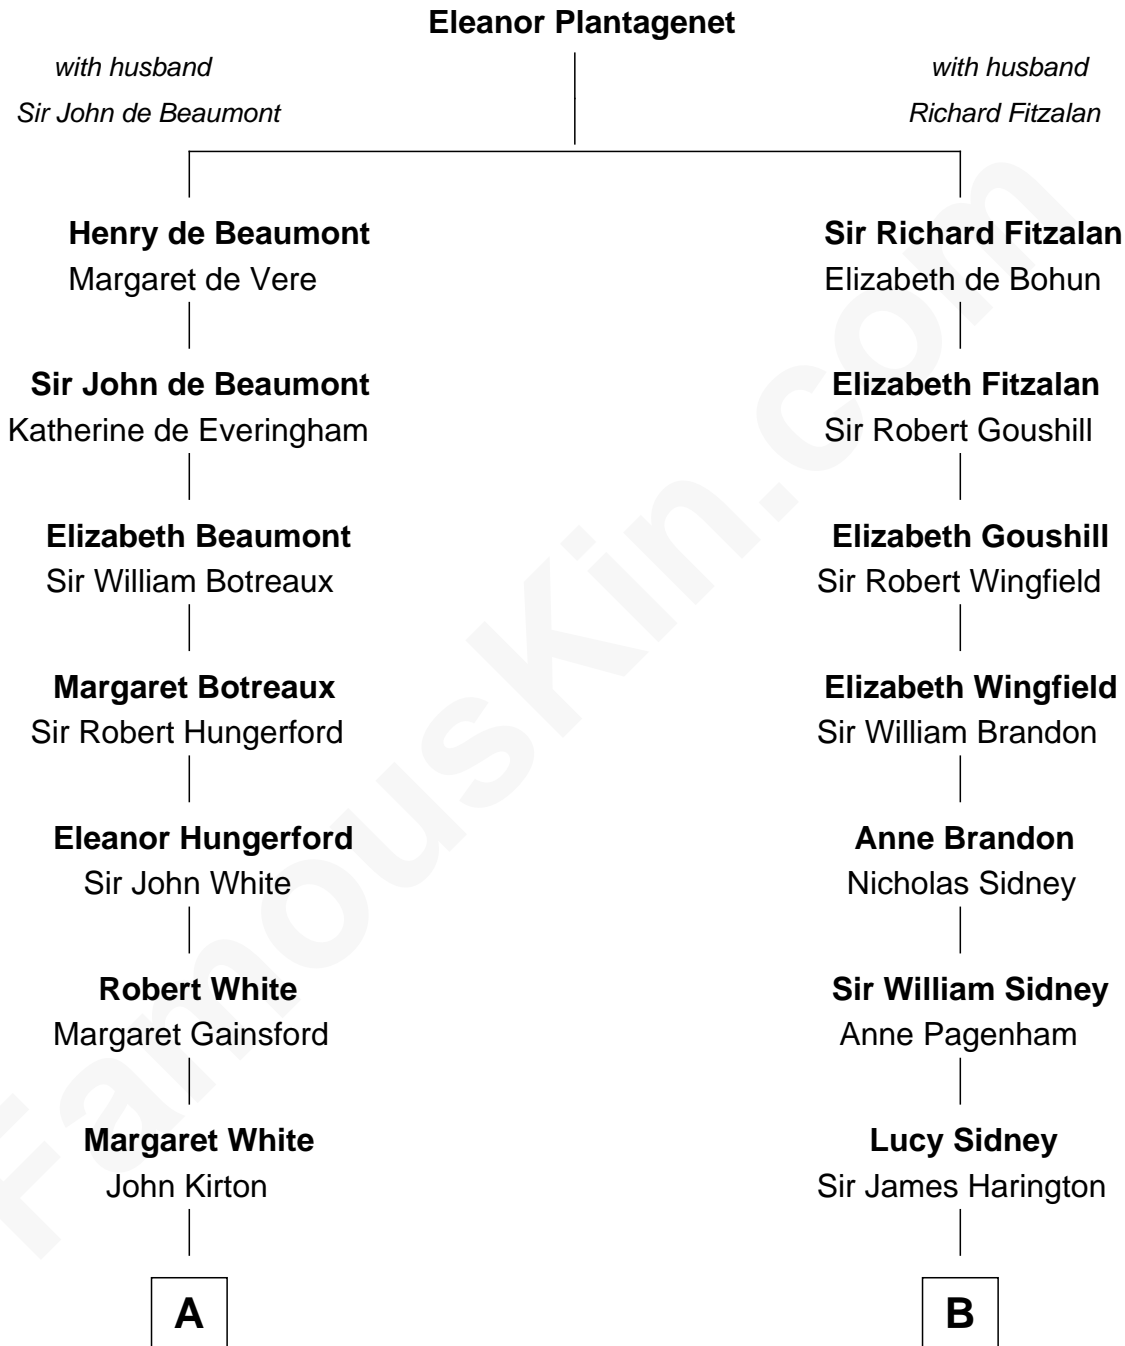 Eleanor Plantagenet
with husband
Sir John de Beaumont
with husband
Richard Fitzalan
Henry de Beaumont
Margaret de Vere
Sir John de Beaumont
Katherine de Everingham
Elizabeth Beaumont
Sir William Botreaux
Margaret Botreaux
Sir Robert Hungerford
Eleanor Hungerford
Sir John White
Robert White
Margaret Gainsford
Margaret White
John Kirton
A
Sir Richard Fitzalan
Elizabeth de Bohun
Elizabeth Fitzalan
Sir Robert Goushill
Elizabeth Goushill
Sir Robert Wingfield
Elizabeth Wingfield
Sir William Brandon
Anne Brandon
Nicholas Sidney
Sir William Sidney
Anne Pagenham
Lucy Sidney
Sir James Harington
B
FamousKin.com